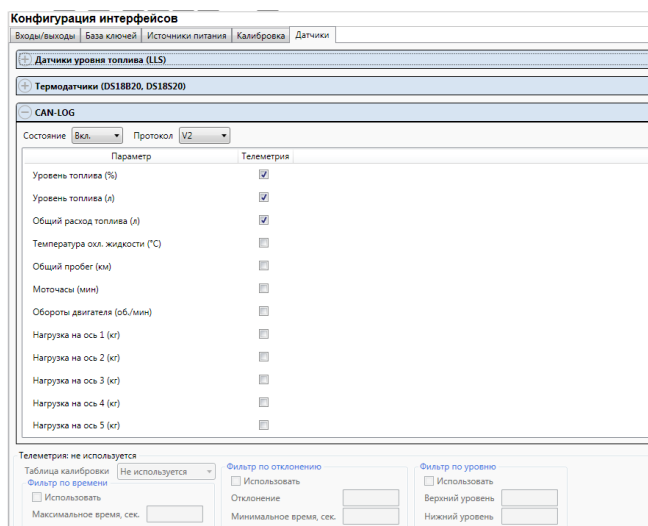 Конфигурация интерфейсов
Входы/выходы База ключей Источники питания Калибровка Датчики
Датчики уровня топлива (LLS)
Термодатчики (DS18B20, DS18S20)
CAN-LOG
Состояние Вкл. Протокол V2
Параметр Телеметрия
Уровень топлива (%)
Уровень топлива (л)
Общий расход топлива (л)
Температура охл. жидкости (°C)
Общий пробег (км)
Моточасы (мин)
Обороты двигателя (об./мин)
Нагрузка на ось 1 (кг)
Нагрузка на ось 2 (кг)
Нагрузка на ось 3 (кг)
Нагрузка на ось 4 (кг)
Нагрузка на ось 5 (кг)
Телеметрия: не используется
Таблица калибровки Не используется
Фильтр по времени
Использовать
Максимальное время, сек.
Фильтр по отклонению
Использовать
Отклонение
Минимальное время, сек.
Фильтр по уровню
Использовать
Верхний уровень
Нижний уровень